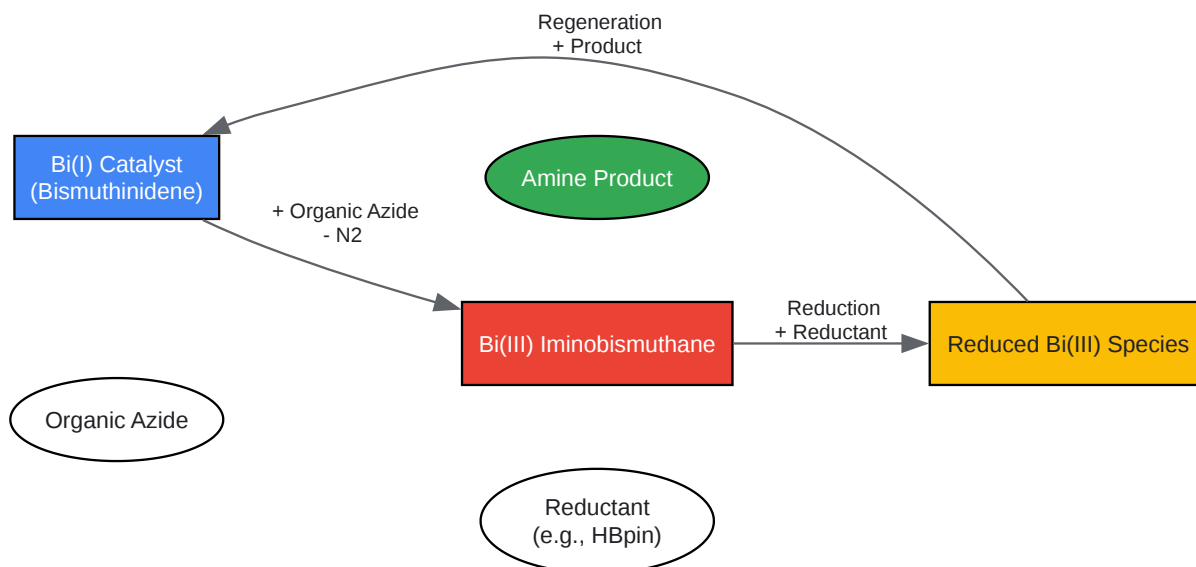 Regeneration
+ Product
Bi(I) Catalyst
(Bismuthinidene)
Amine Product
+ Organic Azide
- N2
Bi(III) Iminobismuthane
Reduction
+ Reductant
Reduced Bi(III) Species
Organic Azide
Reductant
(e.g., HBpin)